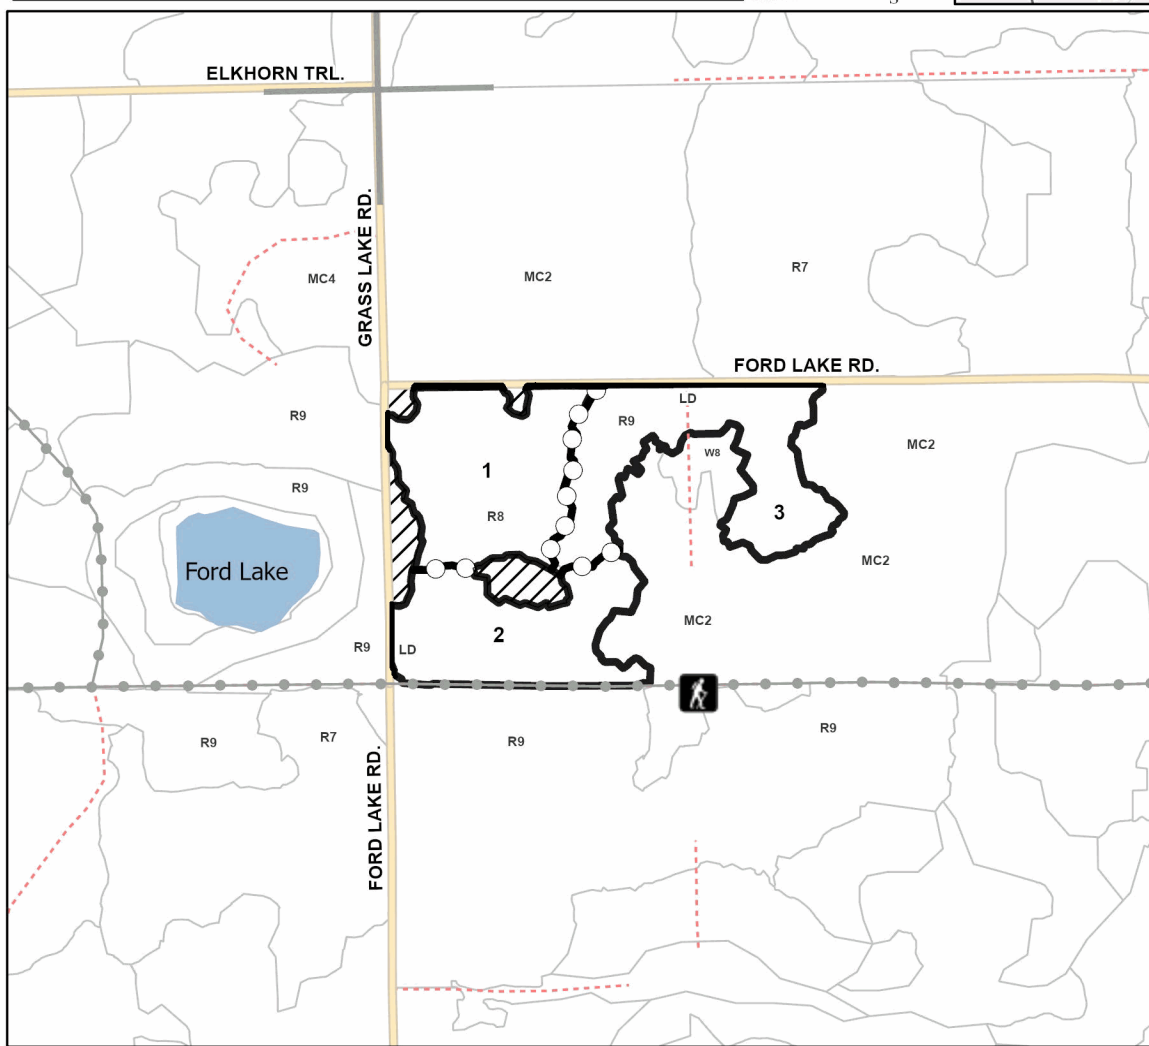 ELKHORN TRL.
GRASS LAKE RD.
MC4
MC2
R7
FORD LAKE RD.
LD
R9
R9
MC2
W8
1
R9
R8
3
Ford Lake
MC2
MC2
2
R9
LD
R9
R7
R9
R9
FORD LAKE RD.